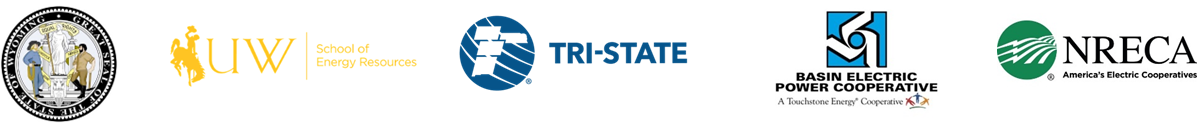 GREAT SEAL OF THE STATE OF WYOMING
UW
School of
Energy Resources
TRI-STATE
®
BASIN ELECTRIC
POWER COOPERATIVE
A Touchstone Energy® Cooperative
®
NRECA
America's Electric Cooperatives